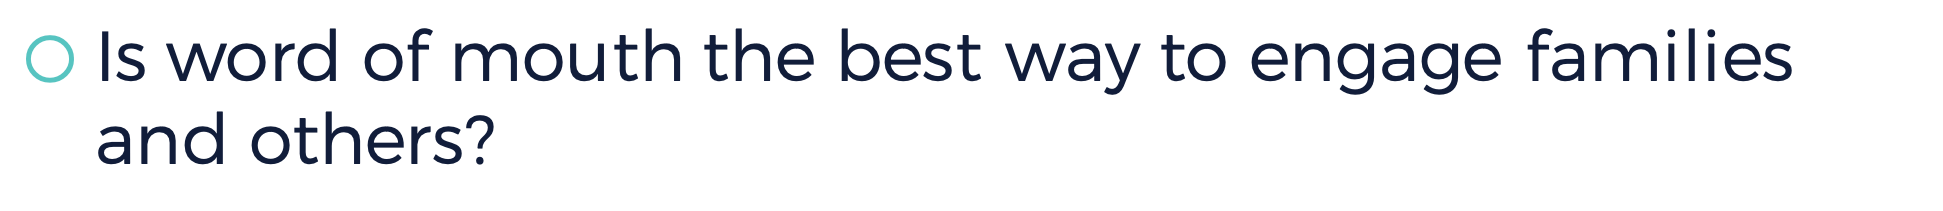 Is word of mouth the best way to engage families
and others?